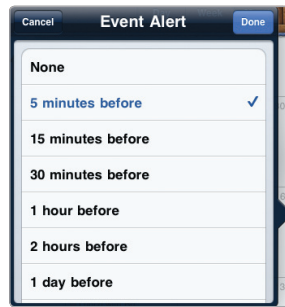 Cancel Event Alert Done
None
5 minutes before
15 minutes before
30 minutes before
1 hour before
2 hours before
1 day before